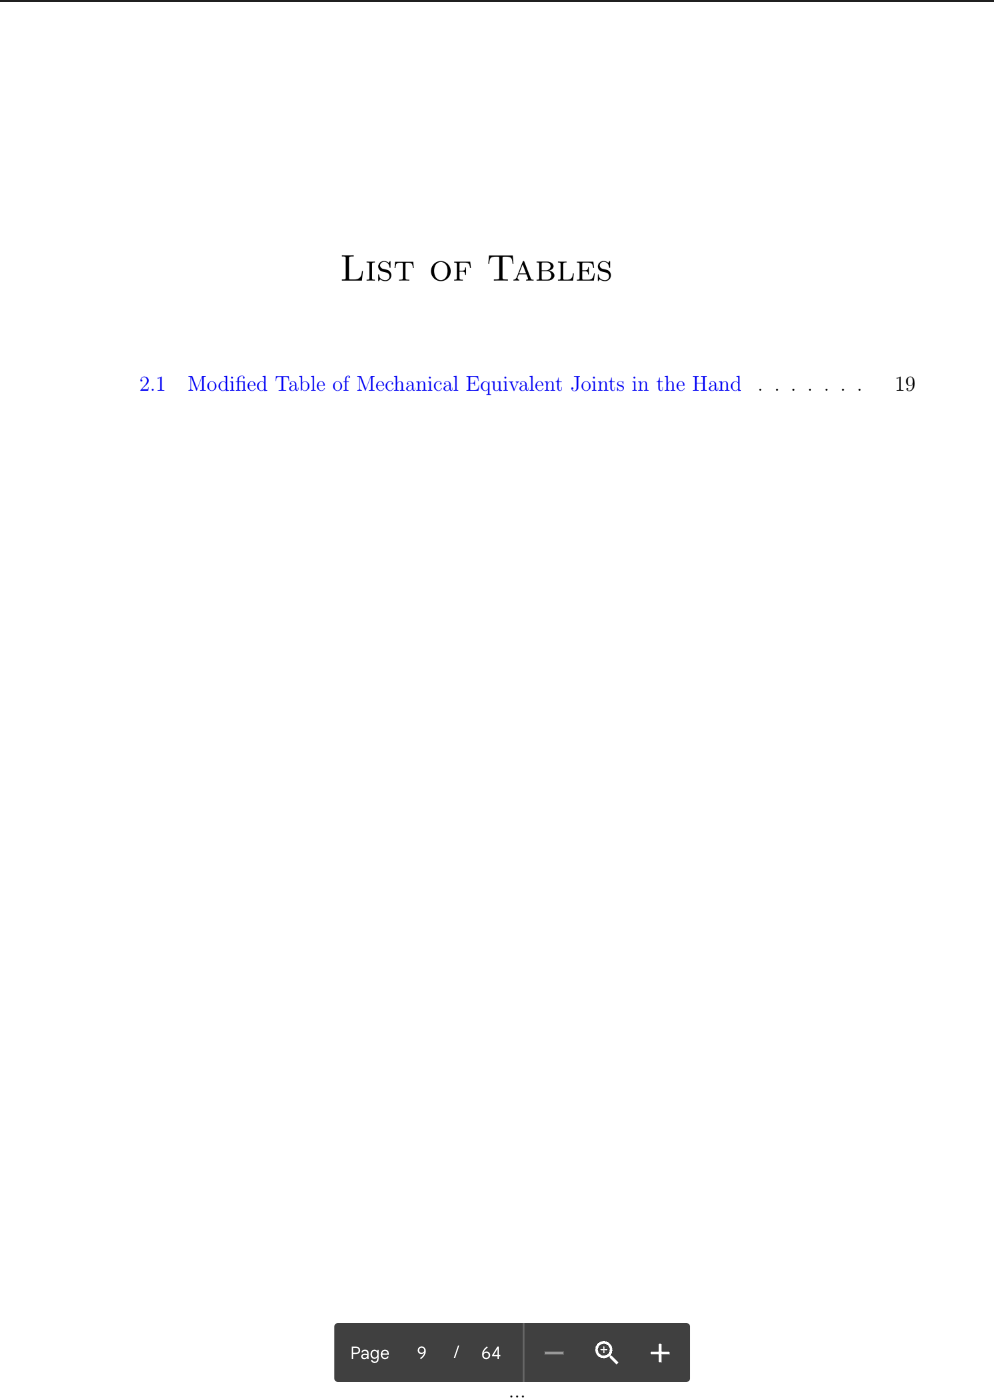 List of Tables
2.1 Modified Table of Mechanical Equivalent Joints in the Hand . . . . . . . 19
Page 9 / 64
...